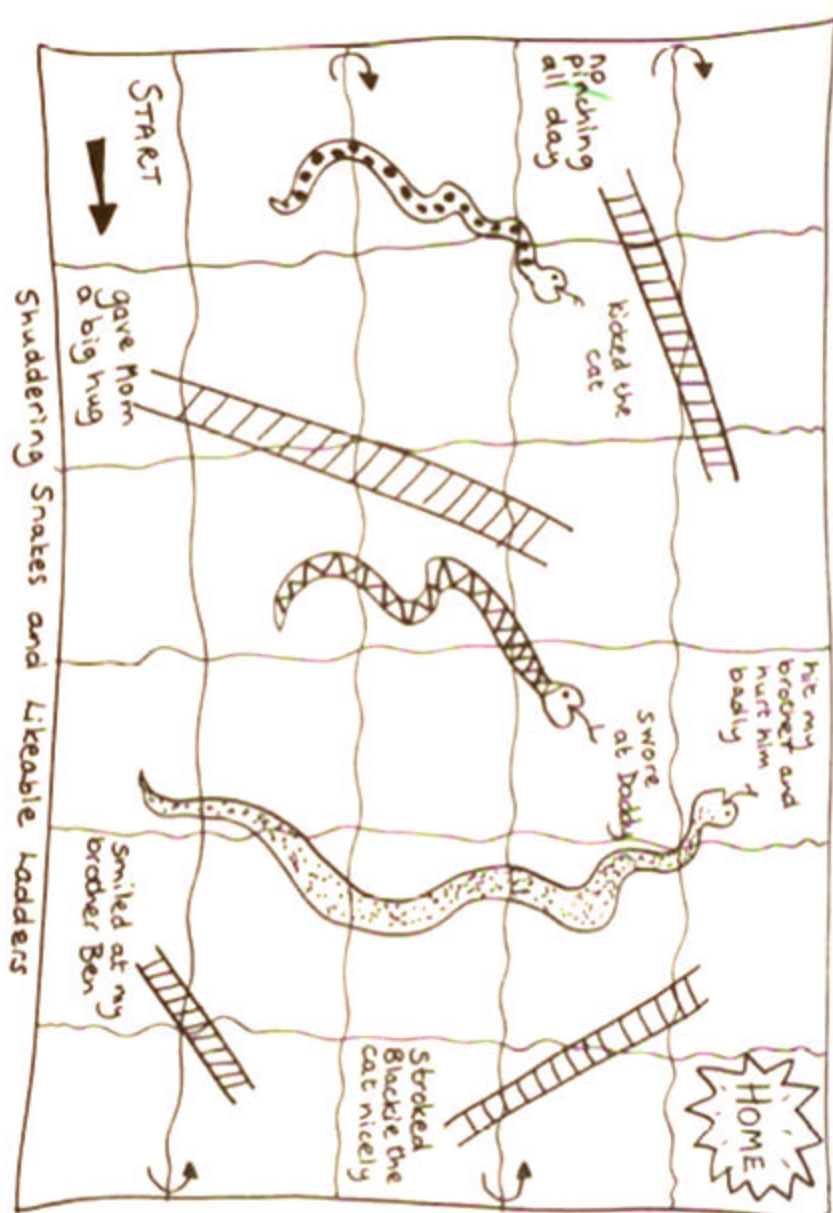 hit my
brother and
hurt him
badly
HOME
no
pinching
all day
kicked the
cat
swore
at Daddy
Stroked
Blackie the
cat nicely
START
gave Mom
a big hug
smiled at my
brother Ben
Shuddering Snakes and Likeable Ladders